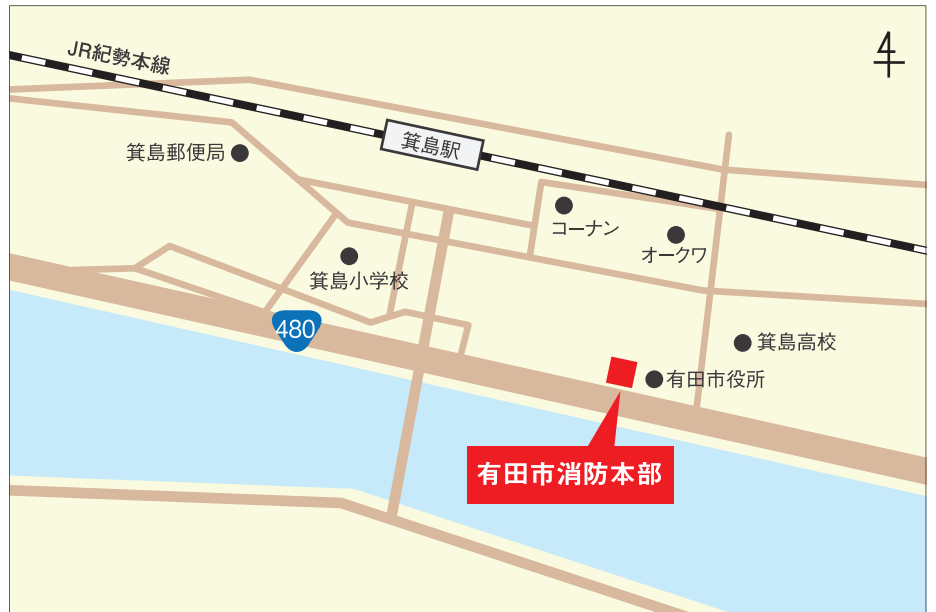 JR紀勢本線
箕島駅
箕島郵便局
コーナン
オークワ
箕島小学校
480
箕島高校
有田市役所
有田市消防本部